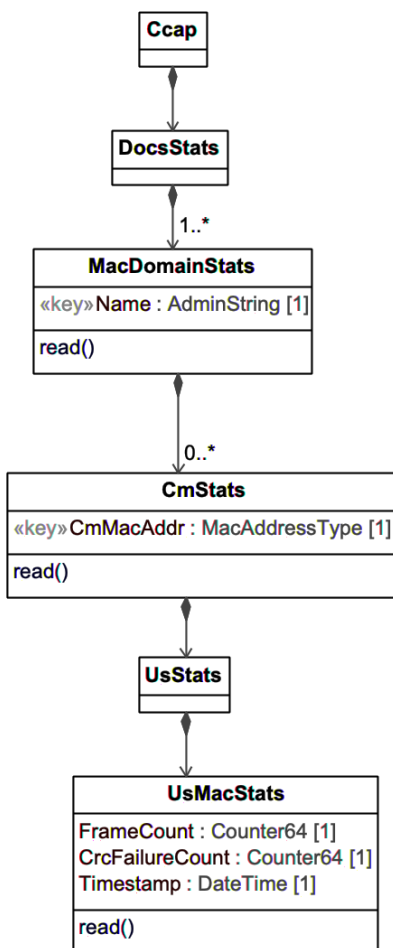 Ccap
DocsStats
1..*
MacDomainStats
«key»Name : AdminString [1]
read()
0..*
CmStats
«key»CmMacAddr : MacAddressType [1]
read()
UsStats
UsMacStats
FrameCount : Counter64 [1]
CrcFailureCount : Counter64 [1]
Timestamp : DateTime [1]
read()